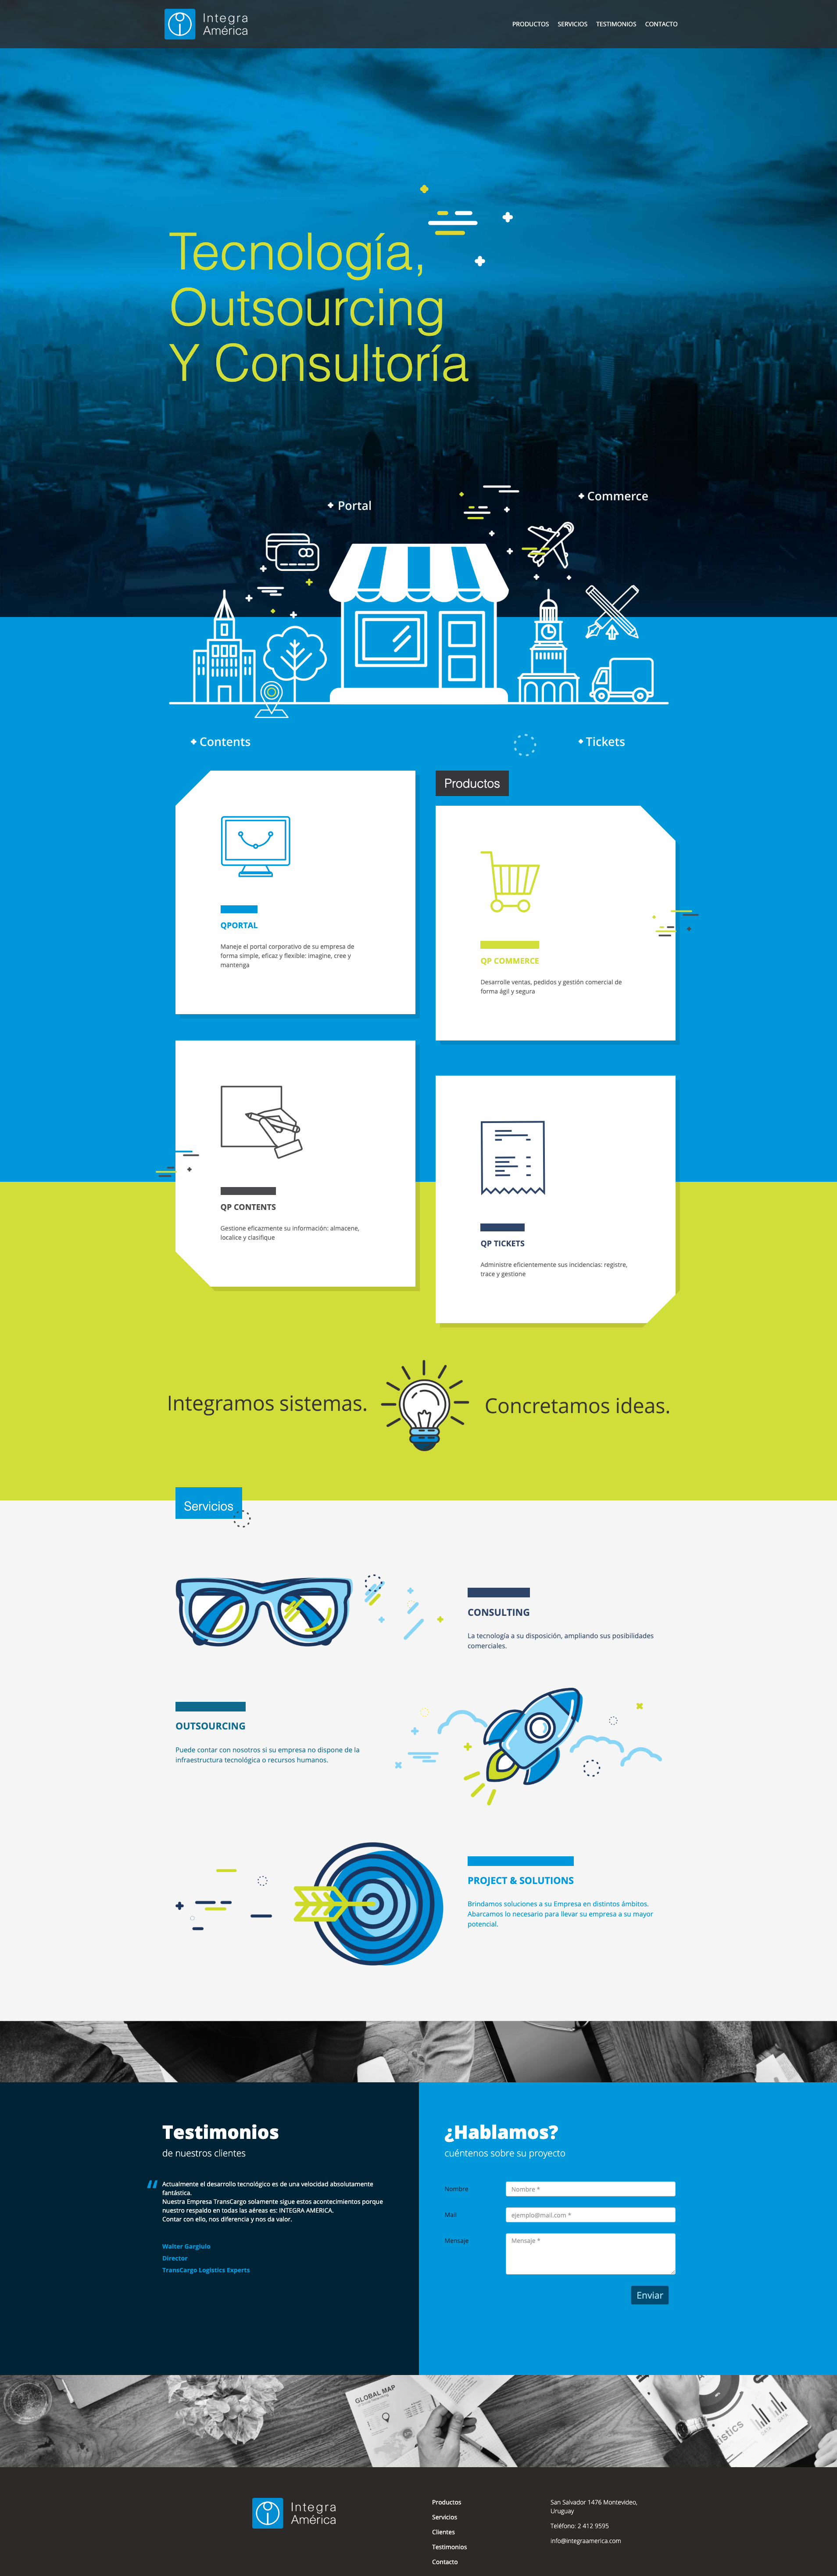 Integra
América
PRODUCTOS SERVICIOS TESTIMONIOS CONTACTO
Tecnología,
Outsourcing
Y Consultoría
Portal
Commerce
Contents
Tickets
Productos
QPORTAL
Maneje el portal corporativo de su empresa de
forma simple, eficaz y flexible: imagine, cree y
mantenga
QP COMMERCE
Desarrolle ventas, pedidos y gestión comercial de
forma ágil y segura
QP CONTENTS
Gestione eficazmente su información: almacene,
localice y clasifique
QP TICKETS
Administre eficientemente sus incidencias: registre,
trace y gestione
Integramos sistemas.
Concretamos ideas.
Servicios
CONSULTING
La tecnología a su disposición, ampliando sus posibilidades
comerciales.
OUTSOURCING
Puede contar con nosotros si su empresa no dispone de la
infraestructura tecnológica o recursos humanos.
PROJECT & SOLUTIONS
Brindamos soluciones a su Empresa en distintos ámbitos.
Abarcamos lo necesario para llevar su empresa a su mayor
potencial.
Testimonios
de nuestros clientes
Actualmente el desarrollo tecnológico es de una velocidad absolutamente
fantástica.
Nuestra Empresa TransCargo solamente sigue estos acontecimientos porque
nuestro respaldo en todas las aéreas es: INTEGRA AMERICA.
Contar con ello, nos diferencia y nos da valor.
Walter Gargiulo
Director
TransCargo Logistics Experts
¿Hablamos?
cuéntenos sobre su proyecto
Nombre
Nombre *
Mail
ejemplo@mail.com *
Mensaje
Mensaje *
Enviar
GLOBAL MAP
DATA
DATA
Integra
América
Productos
Servicios
Clientes
Testimonios
Contacto
San Salvador 1476 Montevideo,
Uruguay
Teléfono: 2 412 9595
info@integraamerica.com